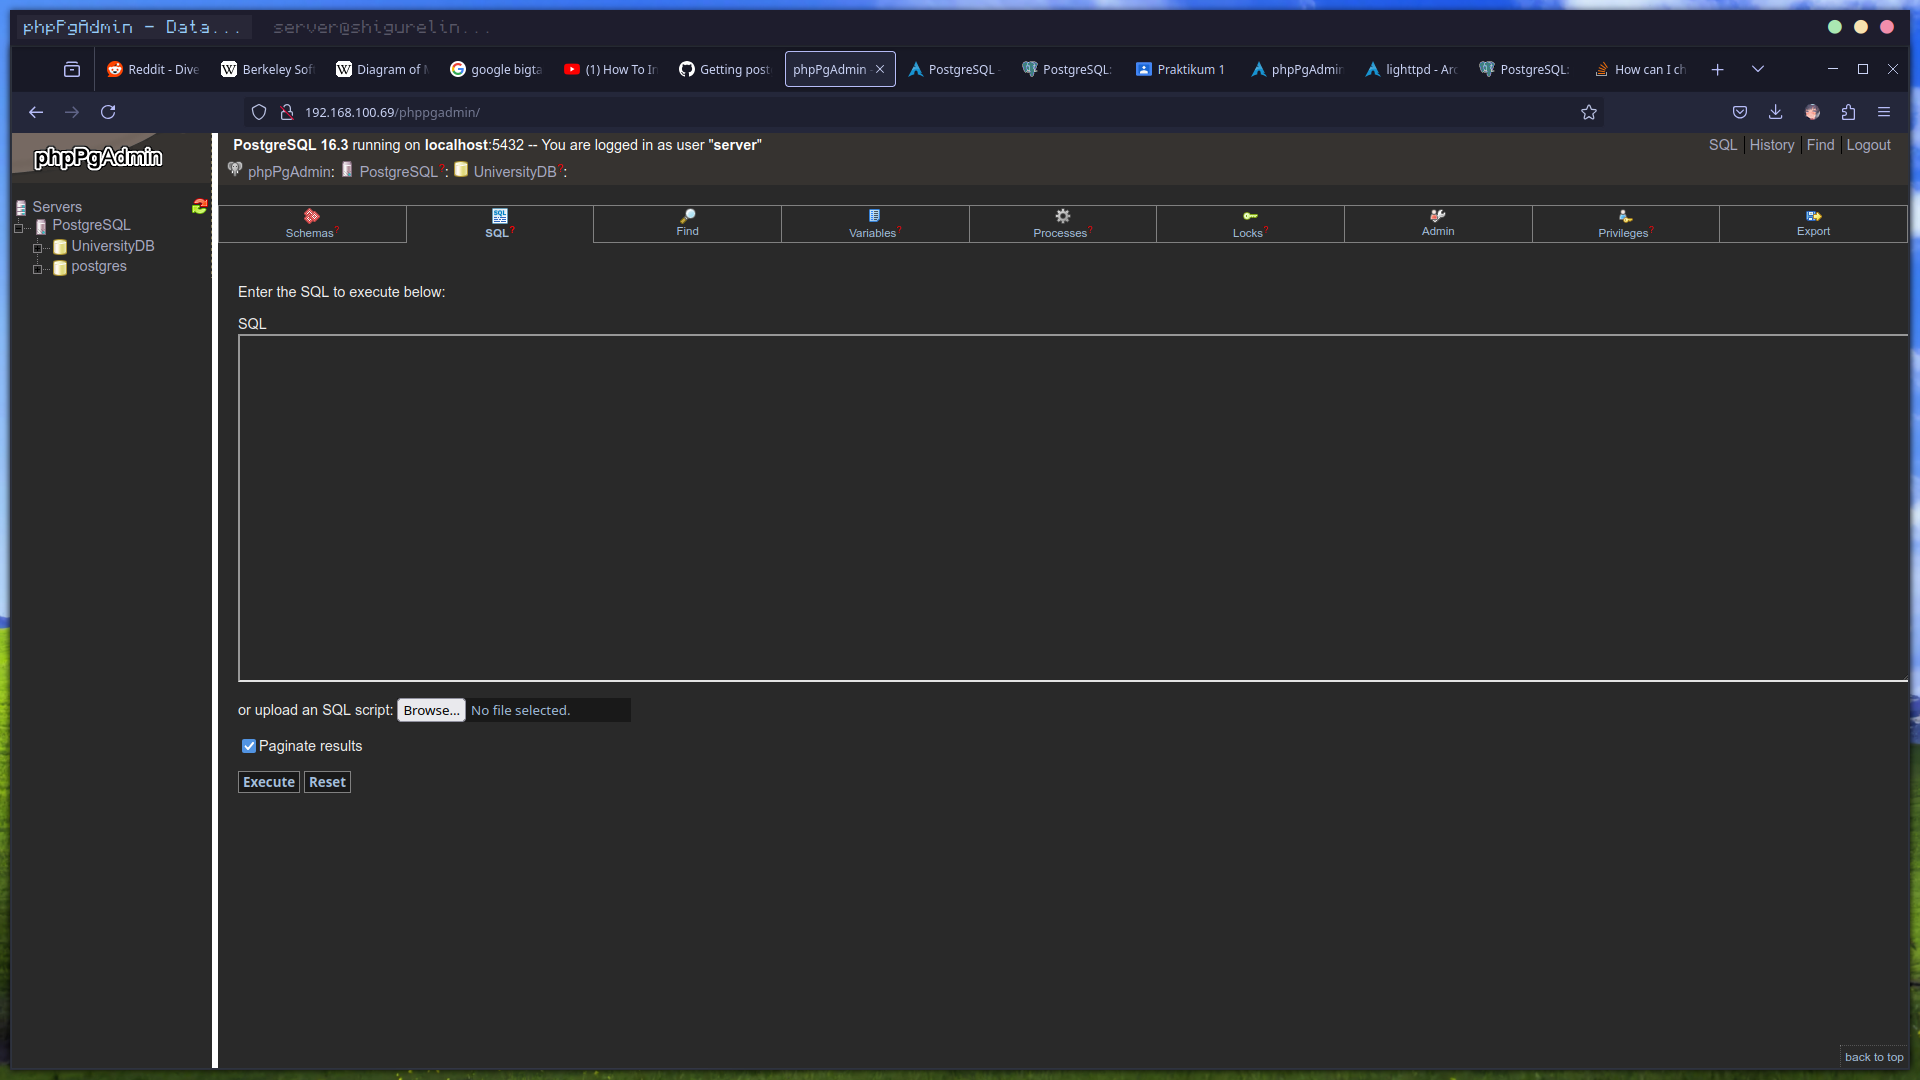 phpPgAdmin - Data... server@shigurelin...
Reddit - Dive Berkeley Soft Diagram of M google bigta (1) How To In Getting post phpPgAdmin PostgreSQL - PostgreSQL: Praktikum 1 phpPgAdmin lighttpd - Arc PostgreSQL: How can I ch
192.168.100.69/phppgadmin/
phpPgAdmin
PostgreSQL 16.3 running on localhost:5432 -- You are logged in as user "server"
SQL History Find Logout
phpPgAdmin: PostgreSQL?: UniversityDB?:
Servers
PostgreSQL
UniversityDB
postgres
Schemas? SQL? Find Variables? Processes? Locks? Admin Privileges? Export
Enter the SQL to execute below:
SQL
or upload an SQL script: Browse... No file selected.
Paginate results
Execute Reset
back to top